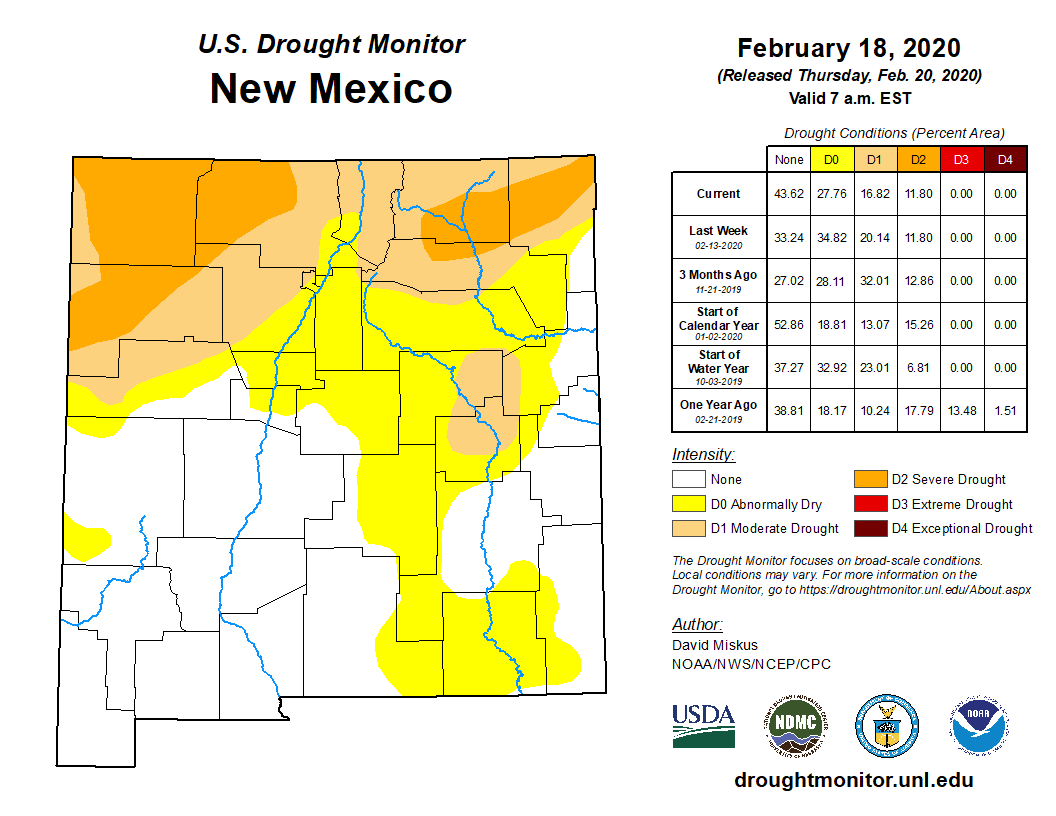 U.S. Drought Monitor
New Mexico
February 18, 2020
(Released Thursday, Feb. 20, 2020)
Valid 7 a.m. EST
Drought Conditions (Percent Area)
None D0 D1 D2 D3 D4
Current 43.62 27.76 16.82 11.80 0.00 0.00
Last Week
02-13-2020 33.24 34.82 20.14 11.80 0.00 0.00
3 Months Ago
11-21-2019 27.02 28.11 32.01 12.86 0.00 0.00
Start of
Calendar Year
01-02-2020 52.86 18.81 13.07 15.26 0.00 0.00
Start of
Water Year
10-03-2019 37.27 32.92 23.01 6.81 0.00 0.00
One Year Ago
02-21-2019 38.81 18.17 10.24 17.79 13.48 1.51
Intensity:
None
D0 Abnormally Dry
D1 Moderate Drought
D2 Severe Drought
D3 Extreme Drought
D4 Exceptional Drought
The Drought Monitor focuses on broad-scale conditions.
Local conditions may vary. For more information on the
Drought Monitor, go to https://droughtmonitor.unl.edu/About.aspx
Author:
David Miskus
NOAA/NWS/NCEP/CPC
USDA
NDMC
NOAA
droughtmonitor.unl.edu